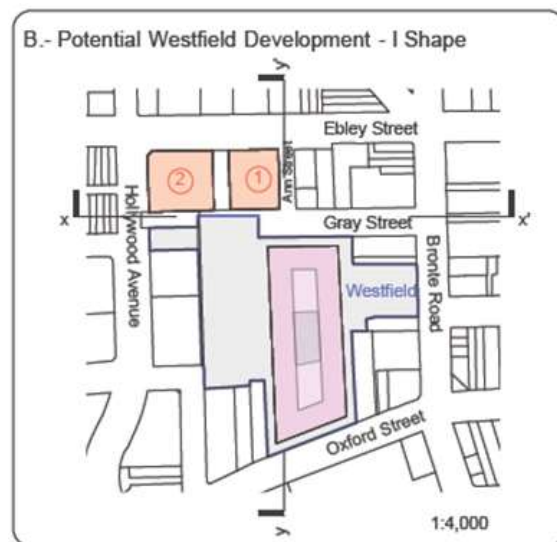 B.- Potential Westfield Development - I Shape
y'
Ebley Street
2
1
Ann Street
x
x'
Gray Street
Hollywood Avenue
Westfield
Bronte Road
Oxford Street
y
1:4,000